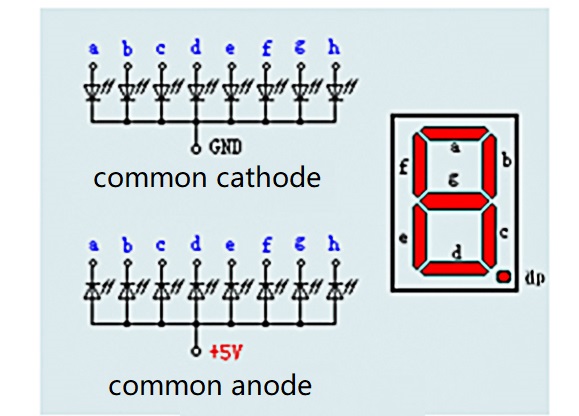 a b c d e f g h
GND
common cathode
a b c d e f g h
+5V
common anode
a
f b
g
e c
d
dp